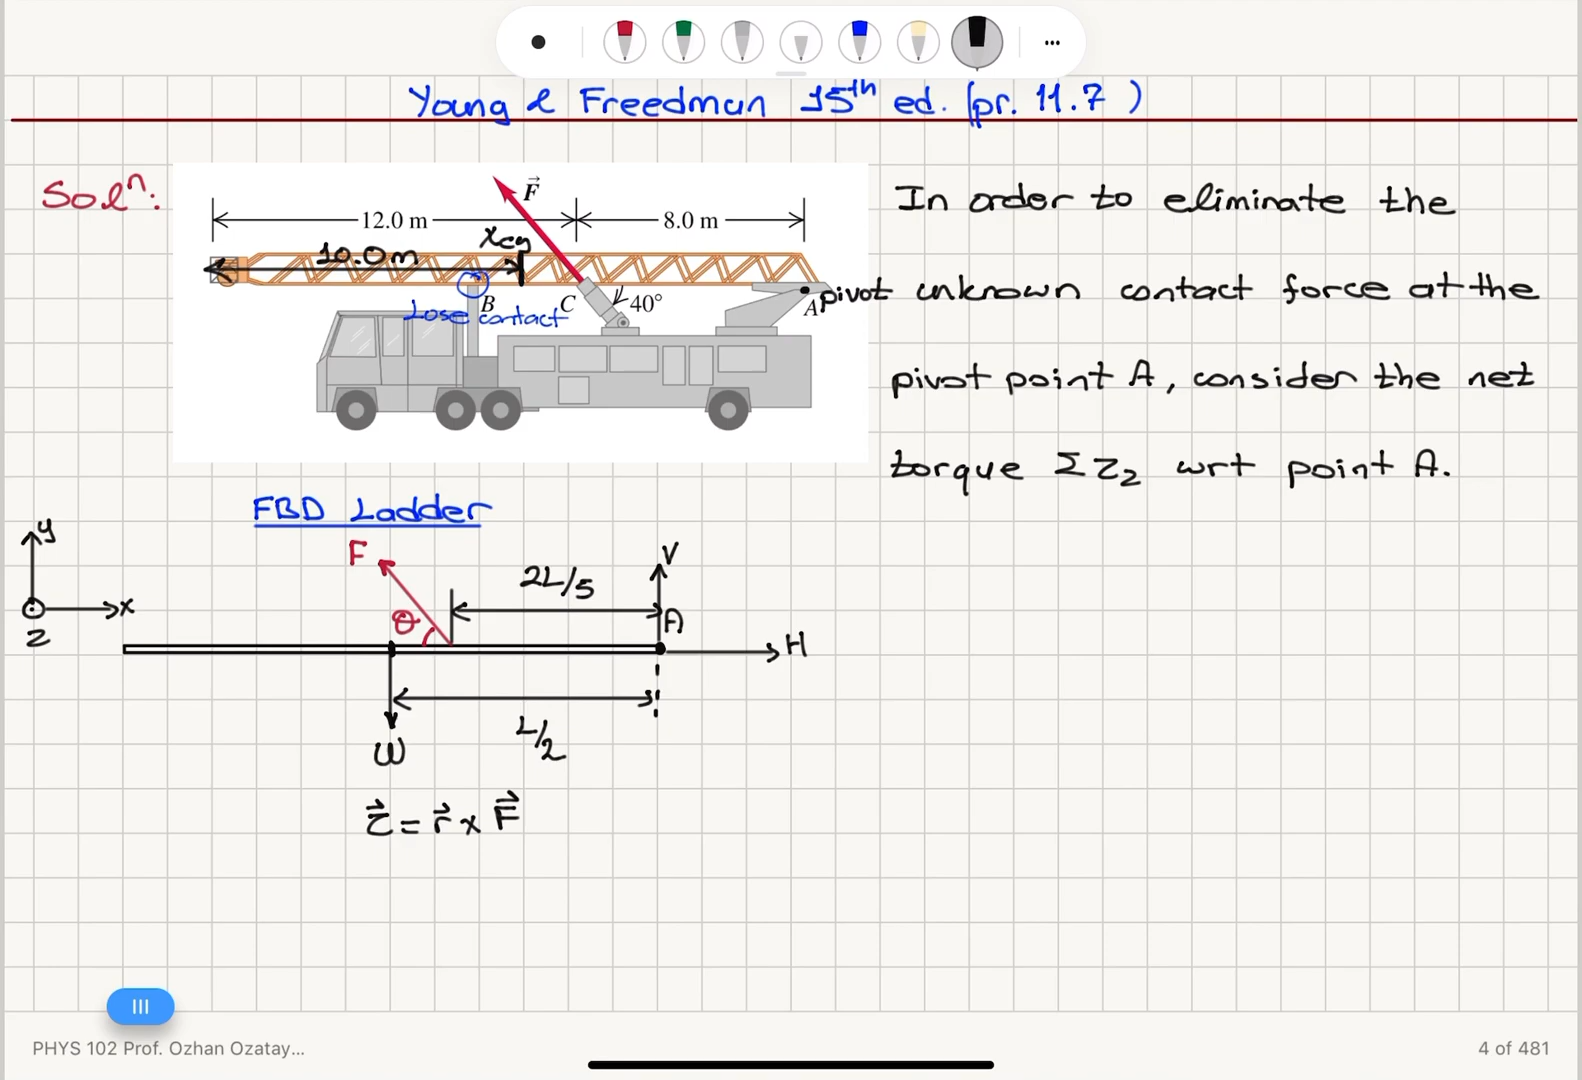 Young & Freedman 15th ed. (pr. 11.7 )
Solⁿ:
F
12.0 m
8.0 m
xcg
10.0m
B
C
40°
A
Lose contact
In order to eliminate the
pivot unknown contact force at the
pivot point A, consider the net
torque Στz wrt point A.
FBD Ladder
y
x
z
F
θ
2L/5
V
A
H
L/2
W
τ = r x F
PHYS 102 Prof. Ozhan Ozatay...
4 of 481